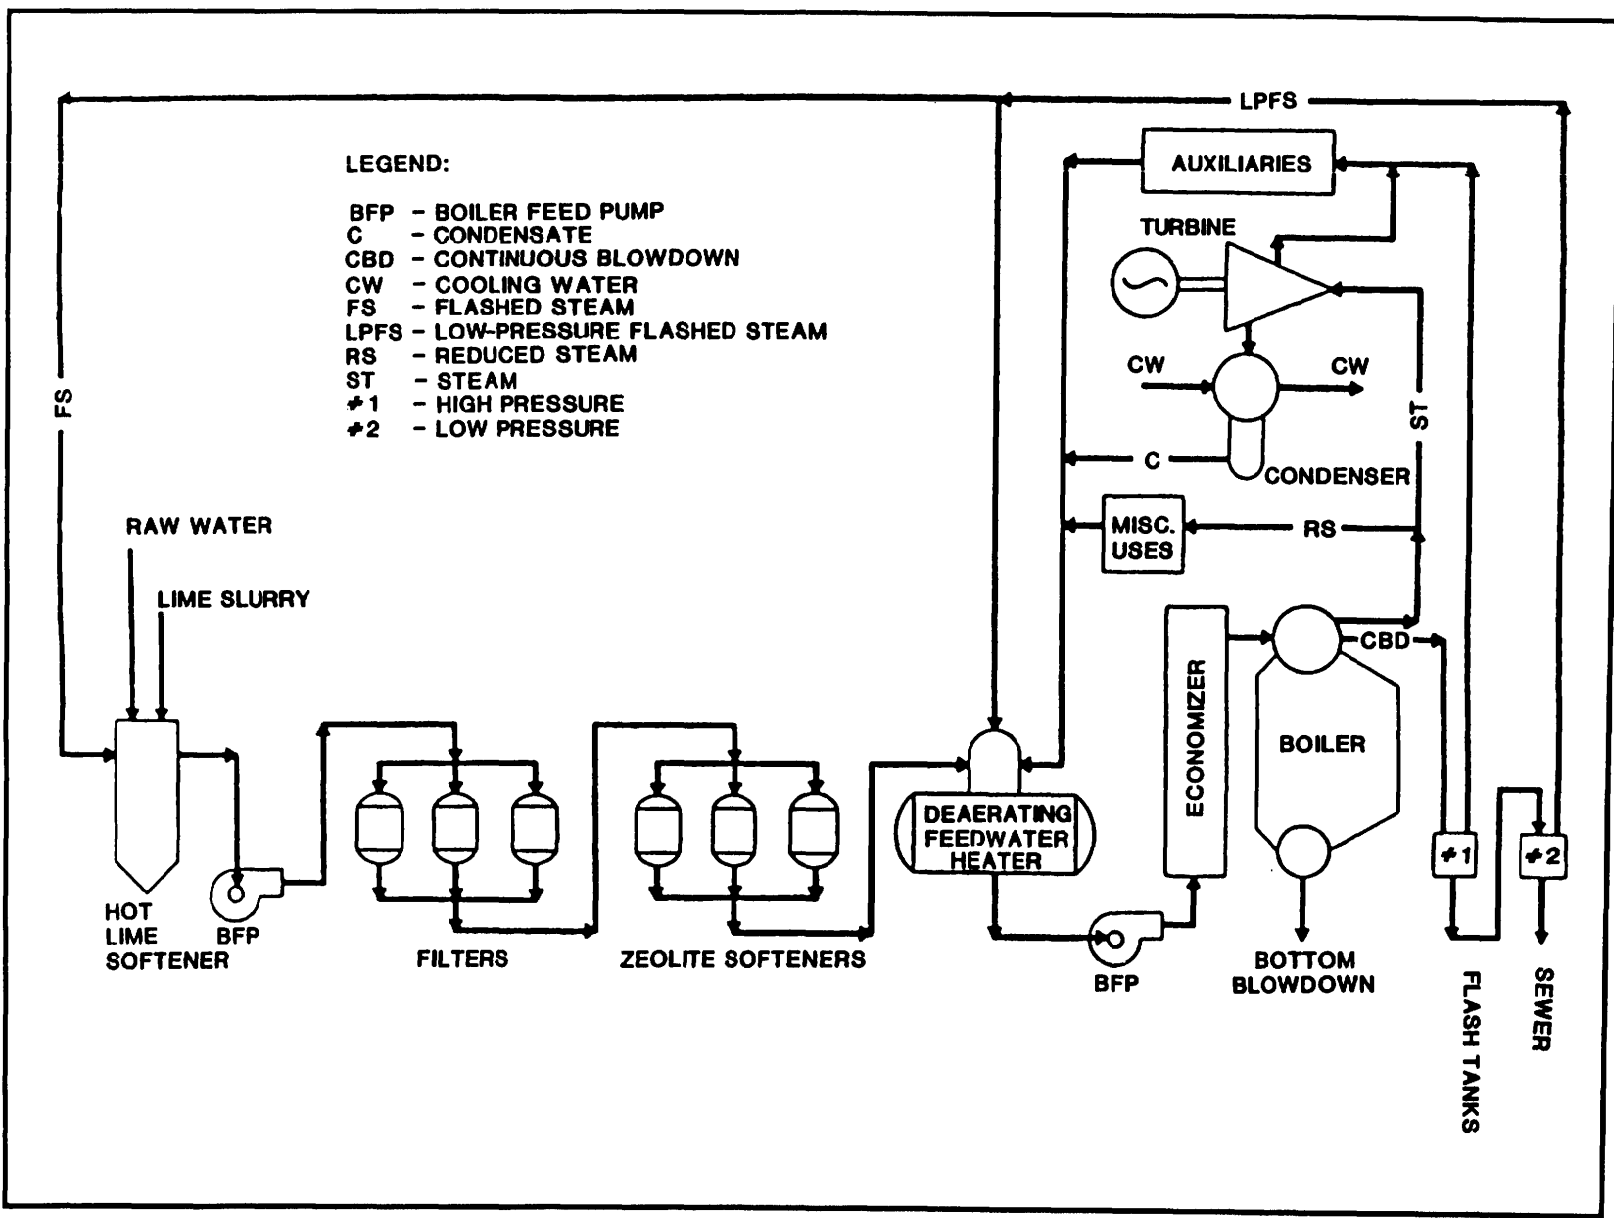 LPFS
AUXILIARIES
LEGEND:
BFP - BOILER FEED PUMP
C - CONDENSATE
CBD - CONTINUOUS BLOWDOWN
CW - COOLING WATER
FS - FLASHED STEAM
LPFS - LOW-PRESSURE FLASHED STEAM
RS - REDUCED STEAM
ST - STEAM
#1 - HIGH PRESSURE
#2 - LOW PRESSURE
TURBINE
CW
CW
FS
ST
C
CONDENSER
RAW WATER
MISC.
USES
RS
LIME SLURRY
CBD
ECONOMIZER
BOILER
DEAERATING
FEEDWATER
HEATER
#1
#2
HOT
LIME
SOFTENER
BFP
FILTERS
ZEOLITE SOFTENERS
BFP
BOTTOM
BLOWDOWN
FLASH TANKS
SEWER